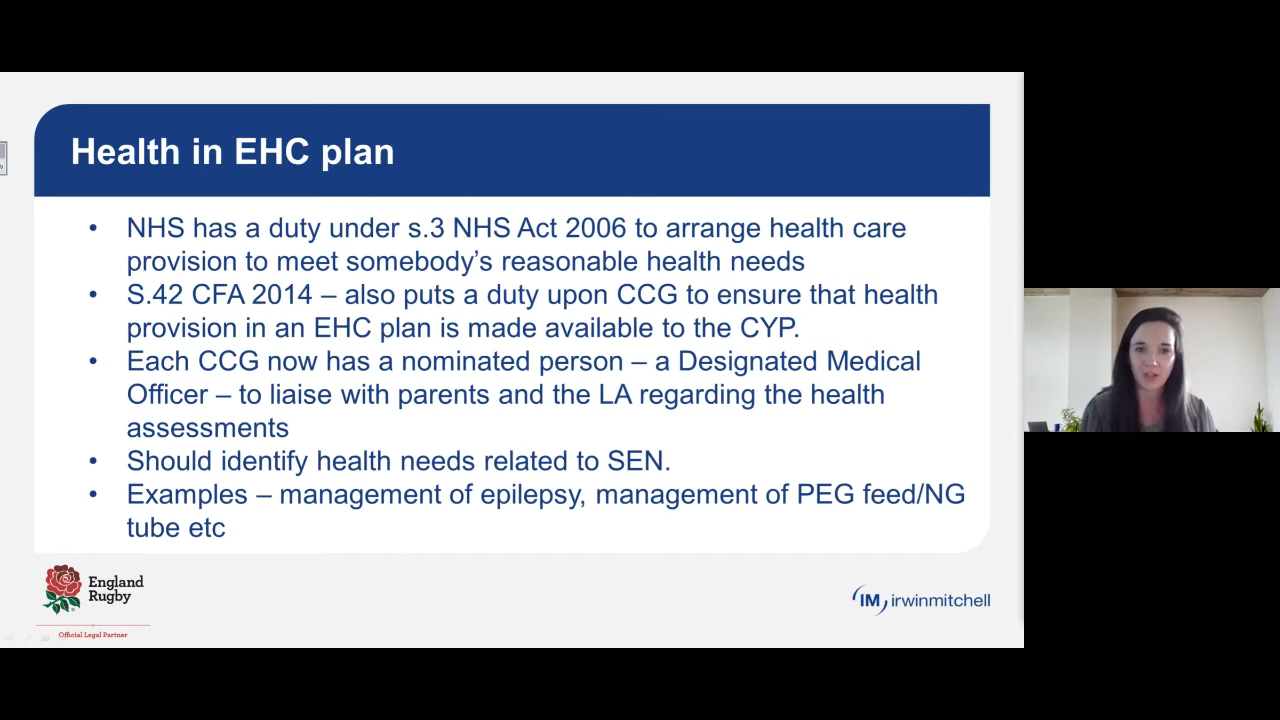 Health in EHC plan
• NHS has a duty under s.3 NHS Act 2006 to arrange health care
provision to meet somebody’s reasonable health needs
• S.42 CFA 2014 – also puts a duty upon CCG to ensure that health
provision in an EHC plan is made available to the CYP.
• Each CCG now has a nominated person – a Designated Medical
Officer – to liaise with parents and the LA regarding the health
assessments
• Should identify health needs related to SEN.
• Examples – management of epilepsy, management of PEG feed/NG
tube etc
England
Rugby
Official Legal Partner
IM irwinmitchell